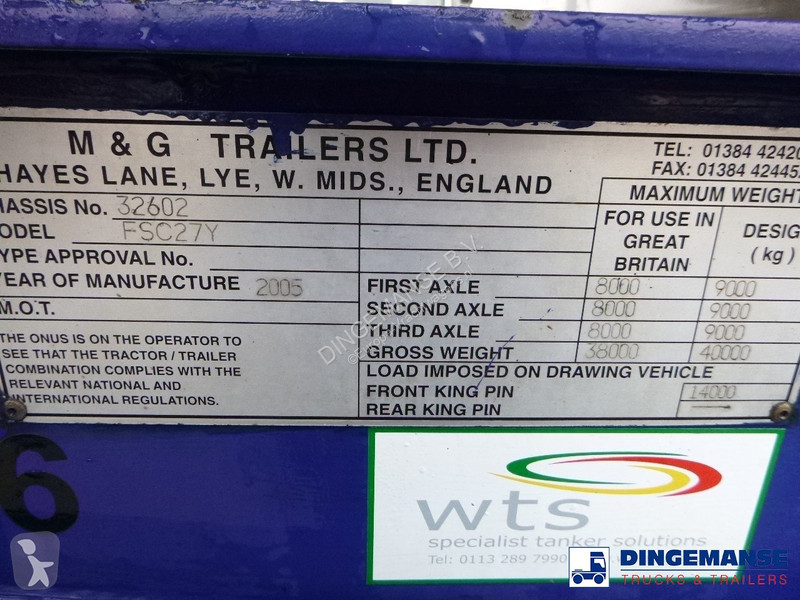 M & G TRAILERS LTD.
HAYES LANE, LYE, W. MIDS., ENGLAND
TEL: 01384 42420
FAX: 01384 424452
CHASSIS No. 32602
MODEL FSC27Y
TYPE APPROVAL No.
YEAR OF MANUFACTURE 2005
M.O.T.
THE ONUS IS ON THE OPERATOR TO
SEE THAT THE TRACTOR / TRAILER
COMBINATION COMPLIES WITH THE
RELEVANT NATIONAL AND
INTERNATIONAL REGULATIONS.
MAXIMUM WEIGHT
FOR USE IN GREAT BRITAIN
DESIGN (kg)
FIRST AXLE 8000 9000
SECOND AXLE 8000 9000
THIRD AXLE 8000 9000
GROSS WEIGHT 38000 40000
LOAD IMPOSED ON DRAWING VEHICLE
FRONT KING PIN 14000
REAR KING PIN —
DINGEMANSE B.V.
6
wts
specialist tanker solutions
Tel: 0113 289 7990
DINGEMANSE
TRUCKS & TRAILERS